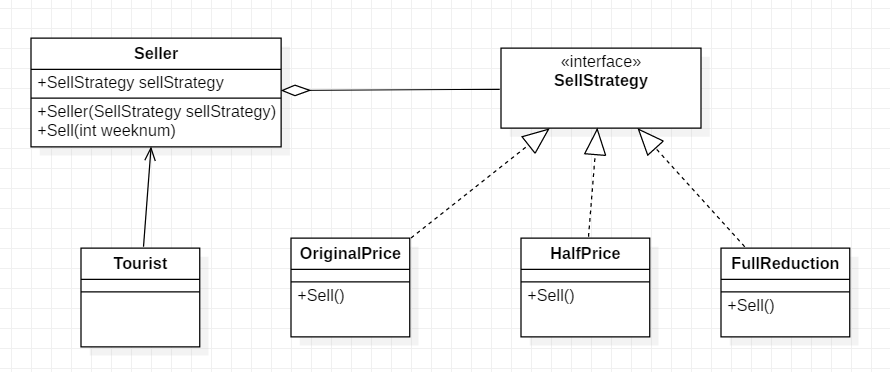 Seller
+SellStrategy sellStrategy
+Seller(SellStrategy sellStrategy)
+Sell(int weeknum)
«interface»
SellStrategy
Tourist
OriginalPrice
+Sell()
HalfPrice
+Sell()
FullReduction
+Sell()